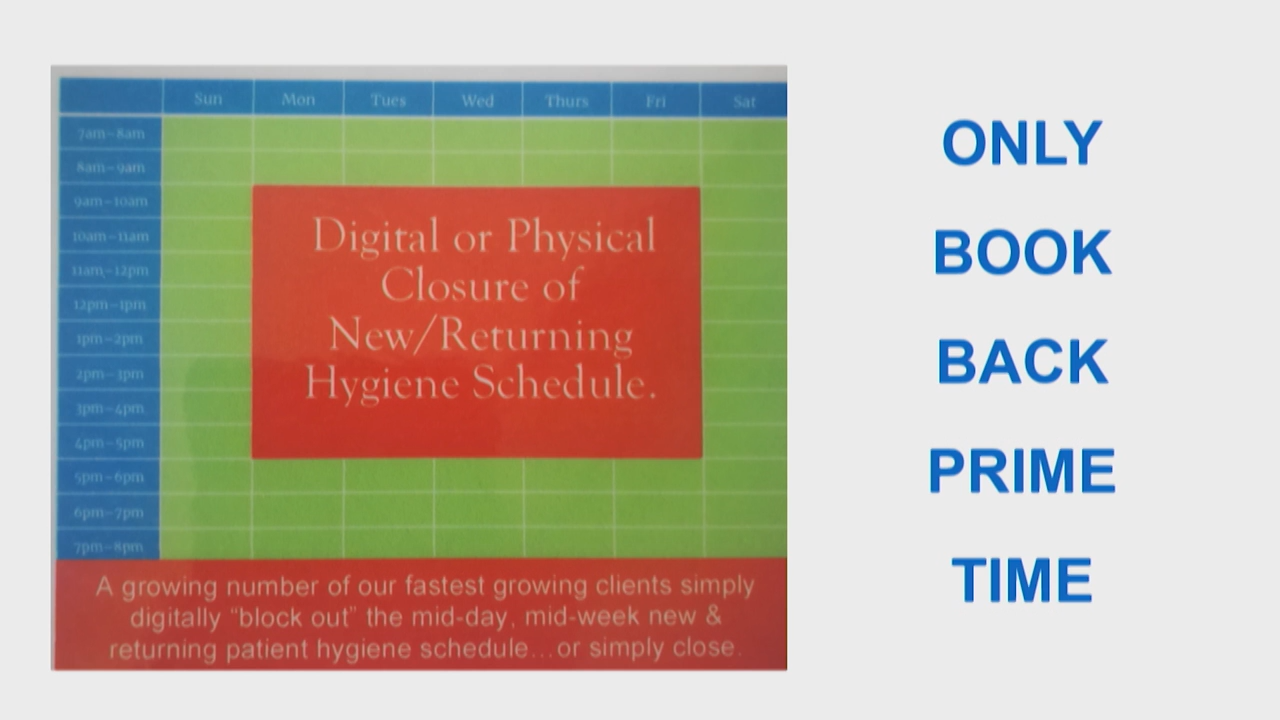 Sun Mon Tues Wed Thurs Fri Sat
7am–8am
8am–9am
9am–10am
10am–11am
11am–12pm
12pm–1pm
1pm–2pm
2pm–3pm
3pm–4pm
4pm–5pm
5pm–6pm
6pm–7pm
7pm–8pm
Digital or Physical
Closure of
New/Returning
Hygiene Schedule.
A growing number of our fastest growing clients simply
digitally “block out” the mid-day, mid-week new &
returning patient hygiene schedule...or simply close.
ONLY
BOOK
BACK
PRIME
TIME